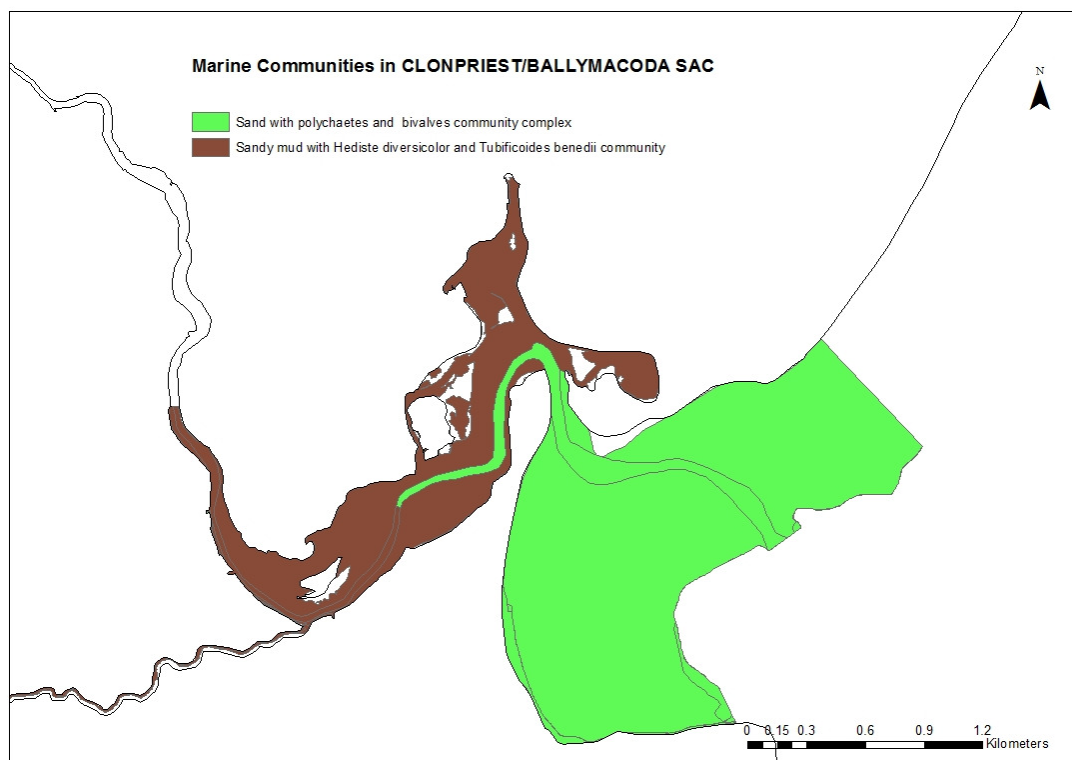 Marine Communities in CLONPRIEST/BALLYMACODA SAC
N
Sand with polychaetes and bivalves community complex
Sandy mud with Hediste diversicolor and Tubificoides benedii community
0 0.15 0.3 0.6 0.9 1.2
Kilometers